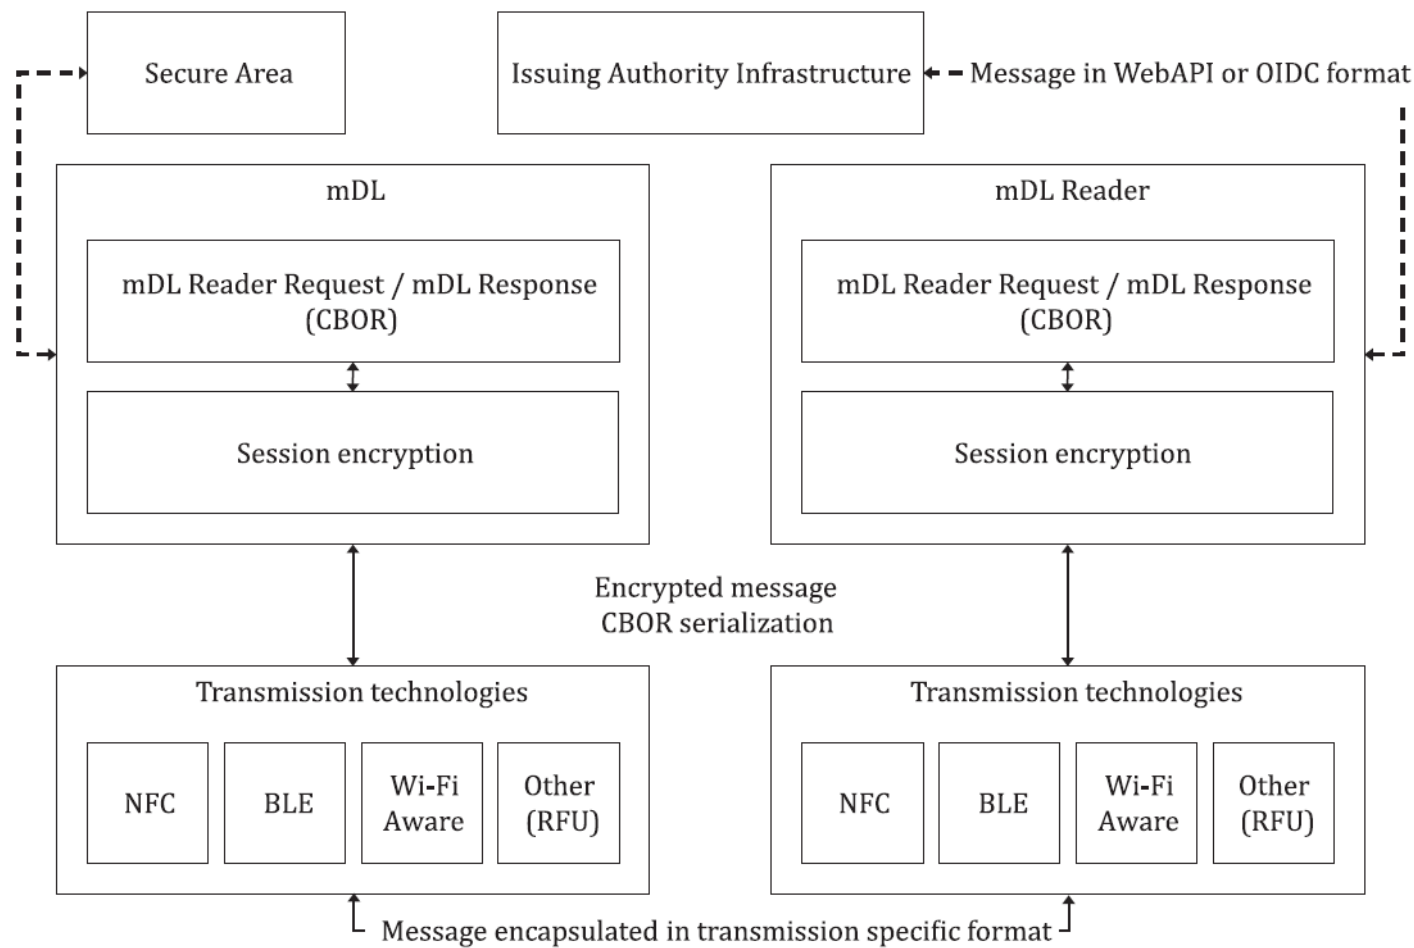 Secure Area
Issuing Authority Infrastructure
Message in WebAPI or OIDC format
mDL
mDL Reader Request / mDL Response
(CBOR)
Session encryption
mDL Reader
mDL Reader Request / mDL Response
(CBOR)
Session encryption
Encrypted message
CBOR serialization
Transmission technologies
NFC
BLE
Wi-Fi
Aware
Other
(RFU)
Transmission technologies
NFC
BLE
Wi-Fi
Aware
Other
(RFU)
Message encapsulated in transmission specific format